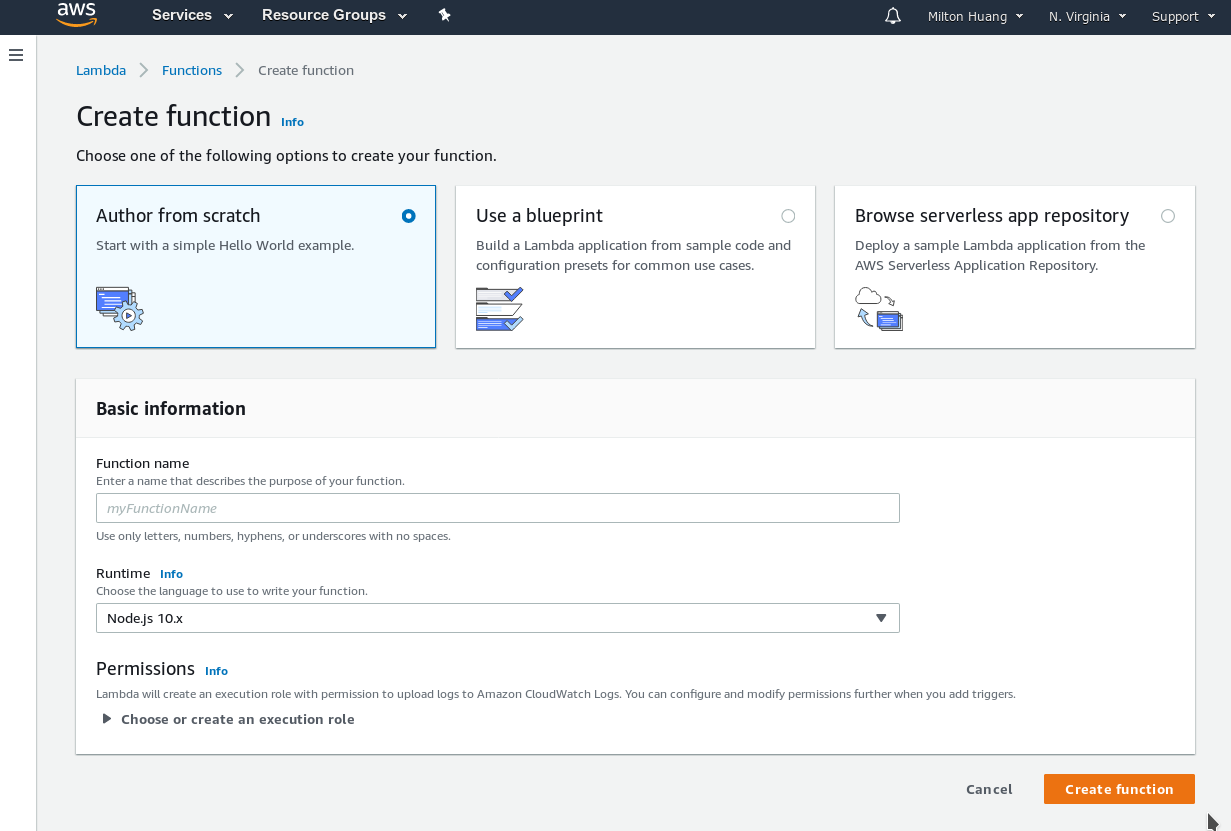 aws Services Resource Groups Milton Huang N. Virginia Support
Lambda Functions Create function
Create function Info
Choose one of the following options to create your function.
Author from scratch
Start with a simple Hello World example.
Use a blueprint
Build a Lambda application from sample code and
configuration presets for common use cases.
Browse serverless app repository
Deploy a sample Lambda application from the
AWS Serverless Application Repository.
Basic information
Function name
Enter a name that describes the purpose of your function.
myFunctionName
Use only letters, numbers, hyphens, or underscores with no spaces.
Runtime Info
Choose the language to use to write your function.
Node.js 10.x
Permissions Info
Lambda will create an execution role with permission to upload logs to Amazon CloudWatch Logs. You can configure and modify permissions further when you add triggers.
Choose or create an execution role
Cancel Create function